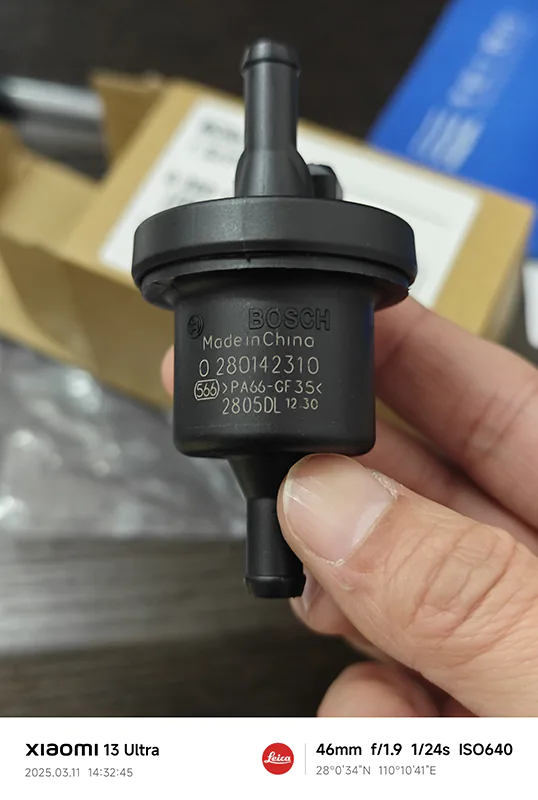 BOSCH
Made in China
0 280142310
566 >PA66-GF35<
2805DL 12 30
XIAOMI 13 Ultra
2025.03.11 14:32:45
Leica
46mm f/1.9 1/24s ISO640
28°0'34"N 110°10'41"E